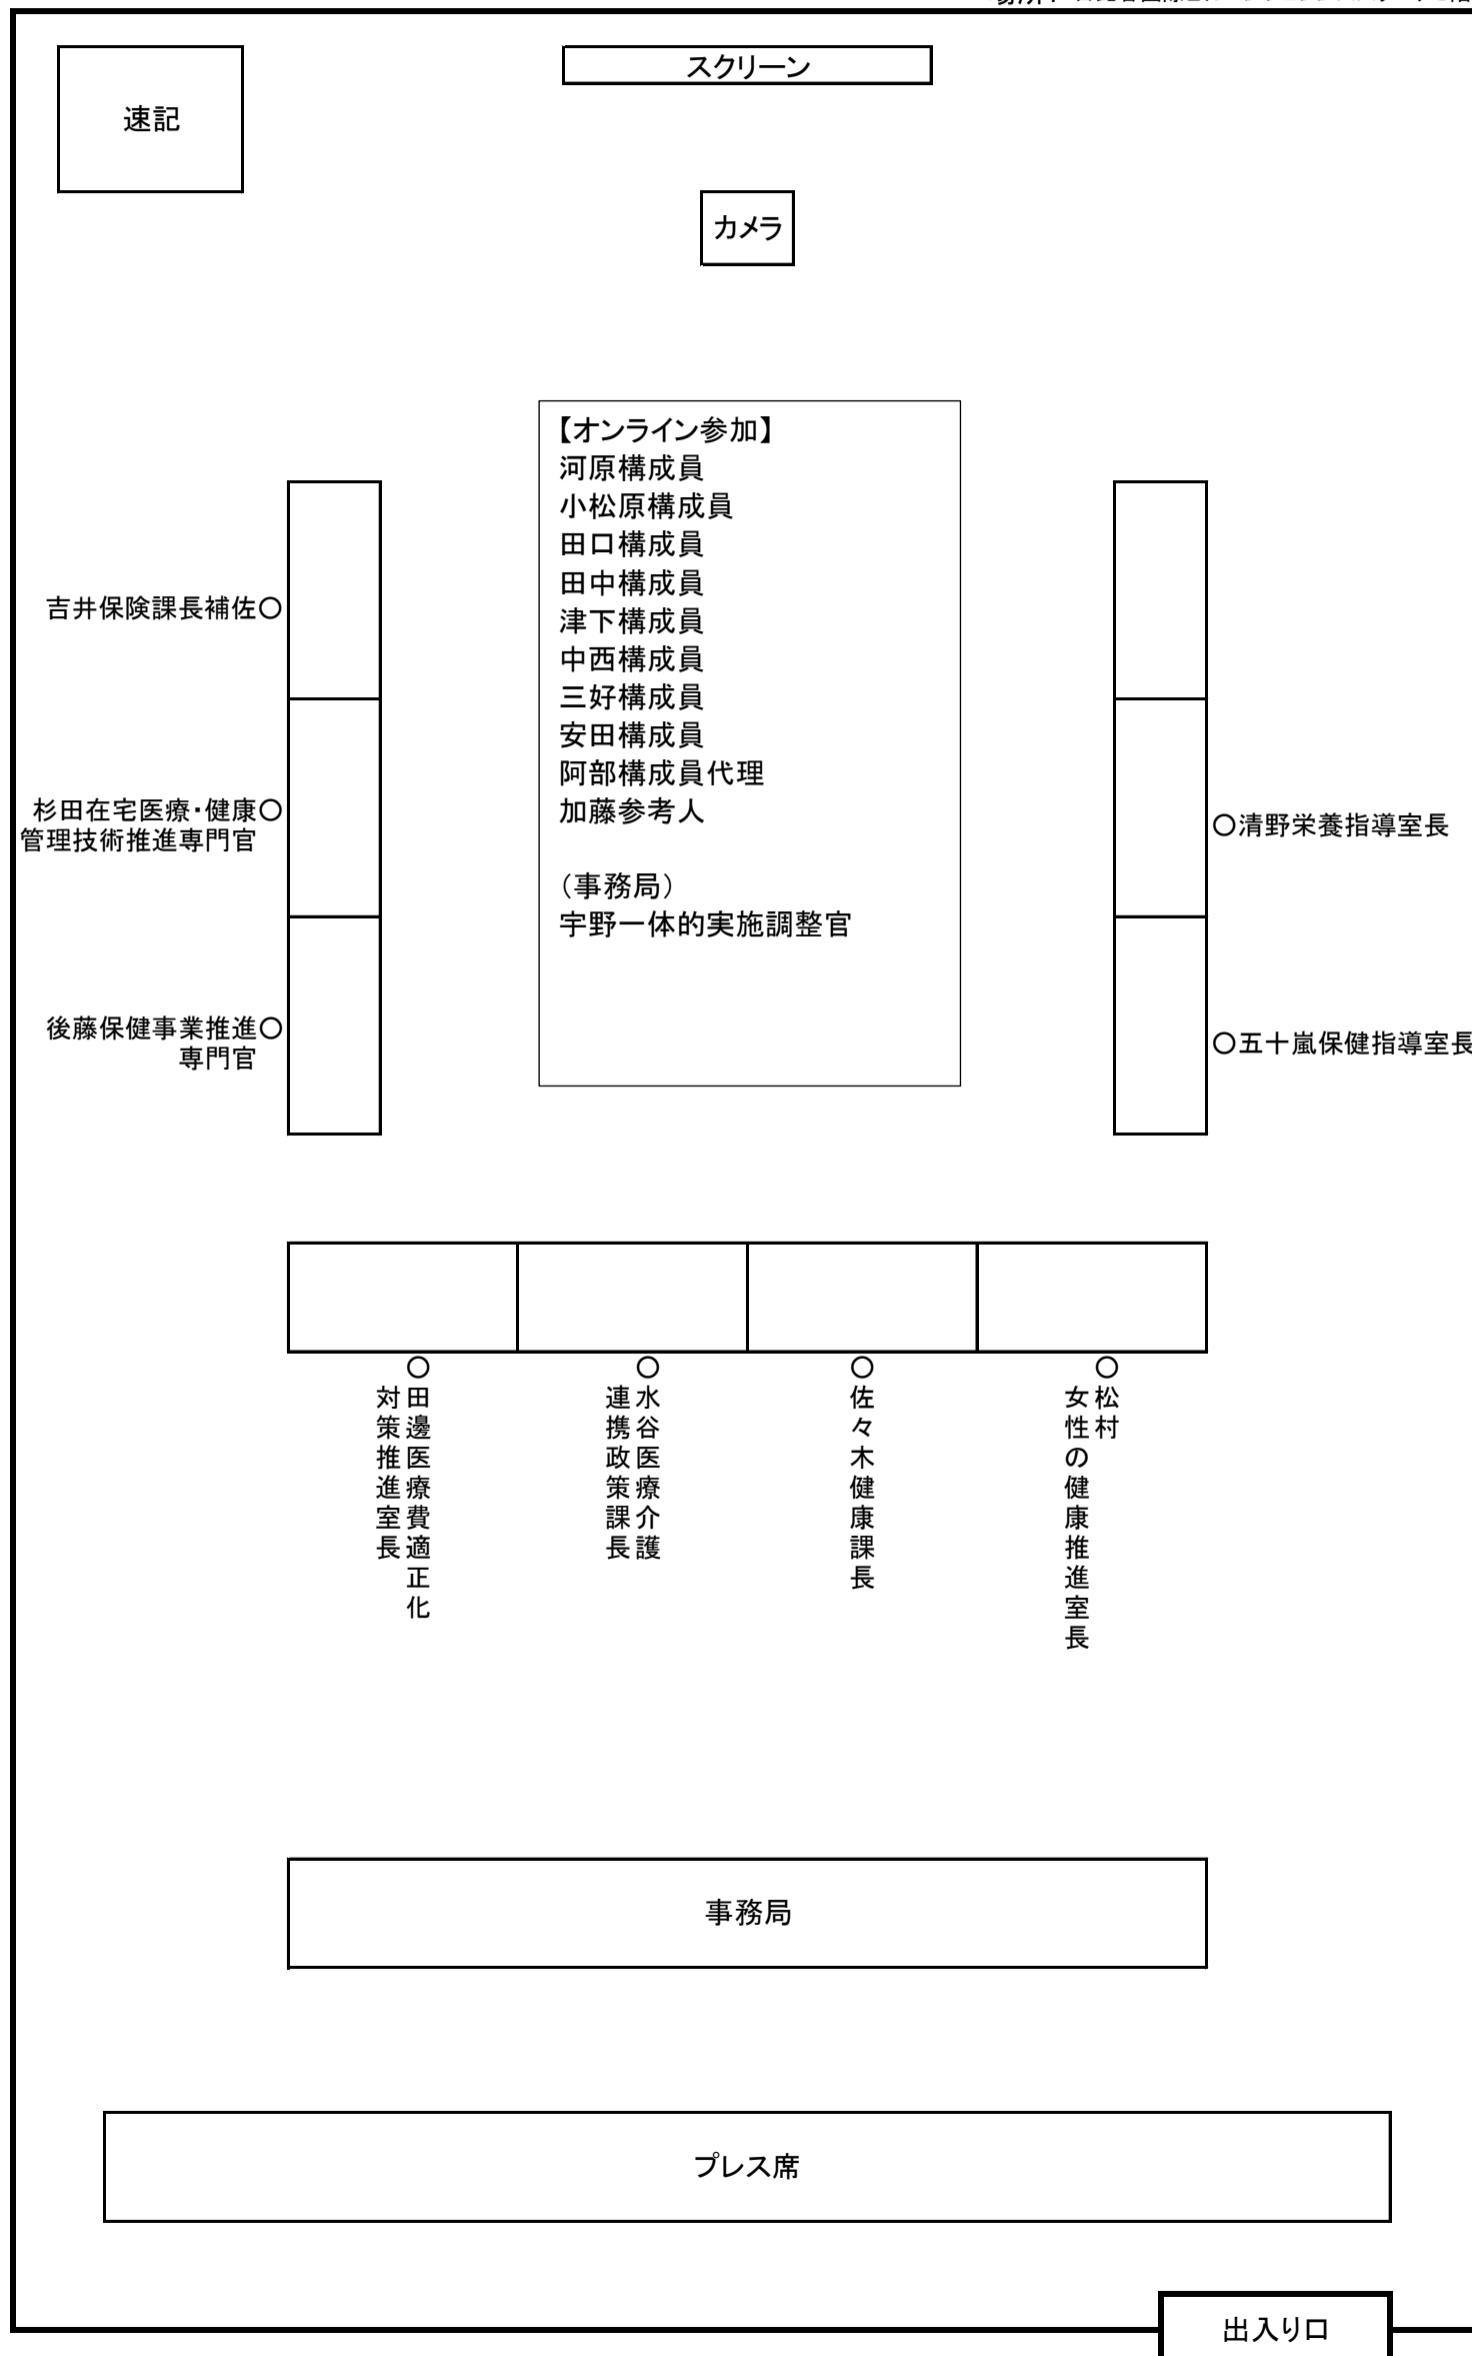 スクリーン
速記
カメラ
【オンライン参加】
河原構成員
小松原構成員
田口構成員
田中構成員
津下構成員
中西構成員
三好構成員
安田構成員
阿部構成員代理
加藤参考人
（事務局）
宇野一体的実施調整官
吉井保険課長補佐○
杉田在宅医療・健康○
管理技術推進専門官
後藤保健事業推進○
専門官
○清野栄養指導室長
○五十嵐保健指導室長
○田邊医療費適正化
対策推進室長
○水谷医療介護
連携政策課長
○佐々木健康課長
○松村
女性の健康推進室長
事務局
プレス席
出入り口